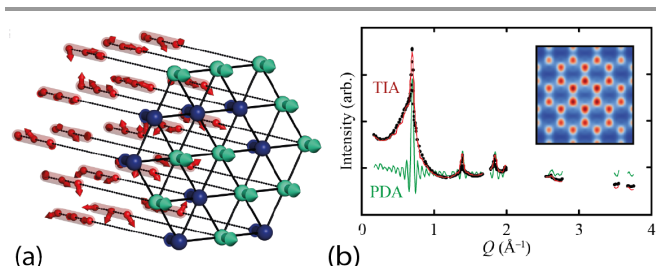 (a)
(b)
Intensity (arb.)
TIA
PDA
0 1 2 3 4
Q (Å⁻¹)